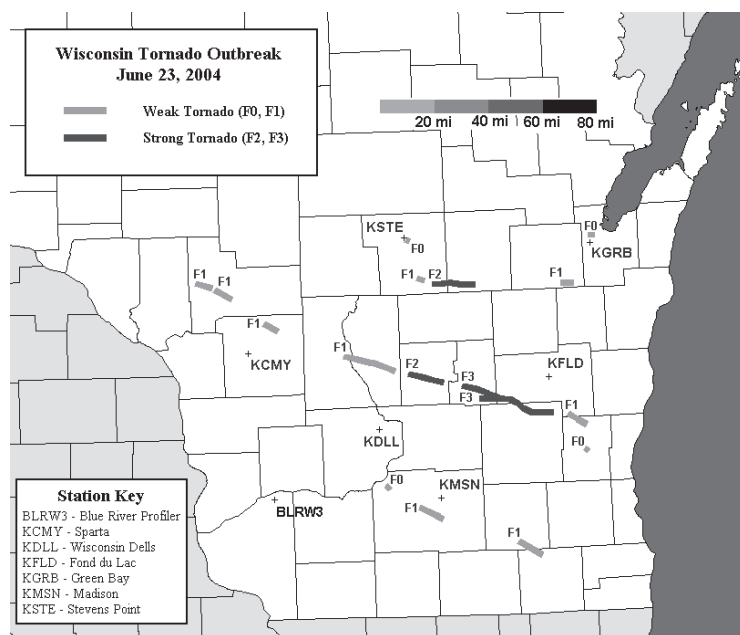 Wisconsin Tornado Outbreak
June 23, 2004
Weak Tornado (F0, F1)
Strong Tornado (F2, F3)
20 mi 40 mi 60 mi 80 mi
F0
KSTE
F0
KGRB
F1 F2
F1
F1 F1
F1
KCMY
F1
F2
F3
F3
KFLD
F1
F0
KDLL
F0
KMSN
BLRW3
F1
F1
Station Key
BLRW3 - Blue River Profiler
KCMY - Sparta
KDLL - Wisconsin Dells
KFLD - Fond du Lac
KGRB - Green Bay
KMSN - Madison
KSTE - Stevens Point